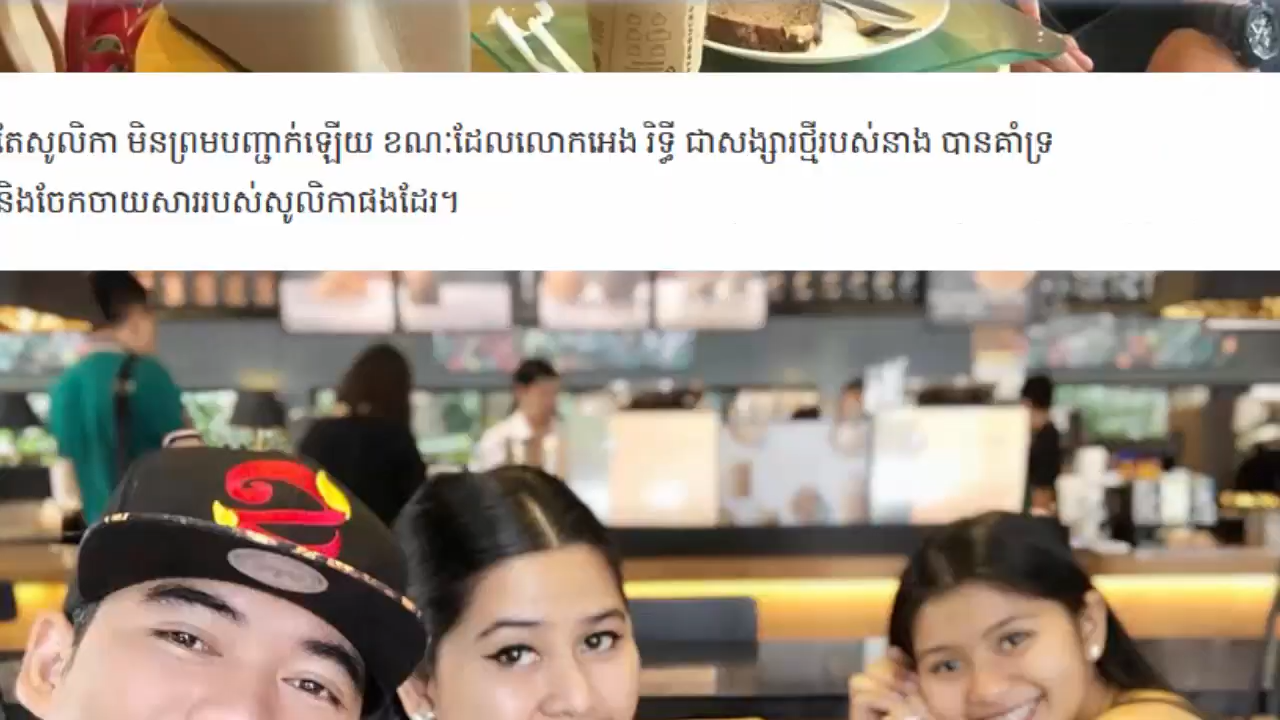 តែសូលិកា មិនព្រមបញ្ជាក់ឡើយ ខណៈដែលលោកអេង រិទ្ធី ជាសង្សារថ្មីរបស់នាង បានគាំទ្រ
និងចែកចាយសាររបស់សូលិកាផងដែរ។